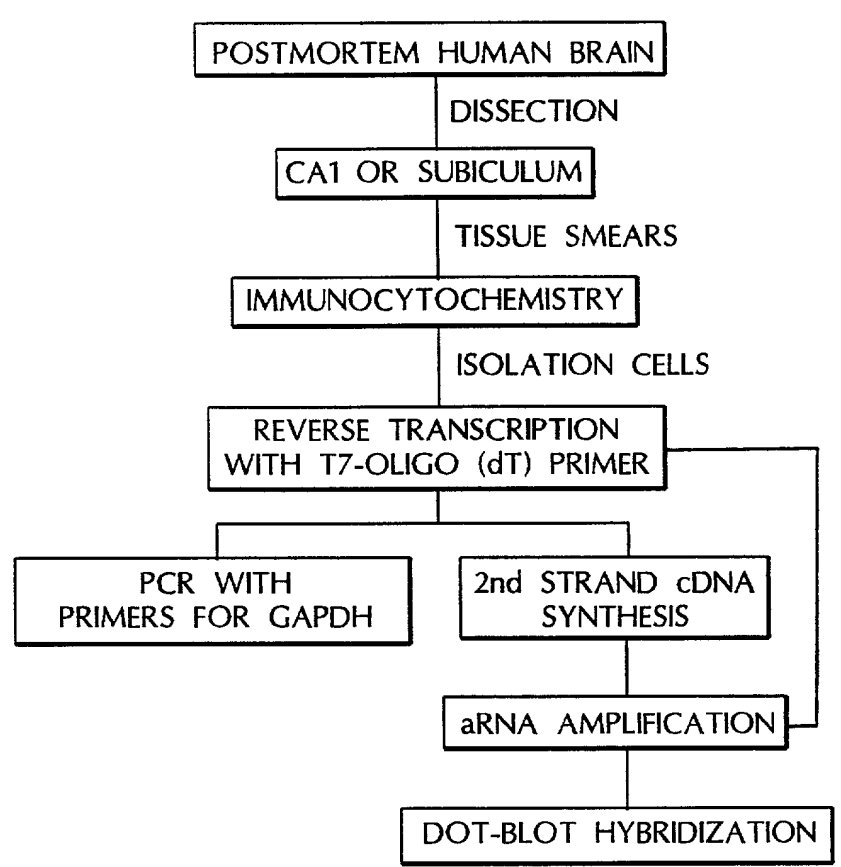 POSTMORTEM HUMAN BRAIN
DISSECTION
CA1 OR SUBICULUM
TISSUE SMEARS
IMMUNOCYTOCHEMISTRY
ISOLATION CELLS
REVERSE TRANSCRIPTION
WITH T7-OLIGO (dT) PRIMER
PCR WITH
PRIMERS FOR GAPDH
2nd STRAND cDNA
SYNTHESIS
aRNA AMPLIFICATION
DOT-BLOT HYBRIDIZATION